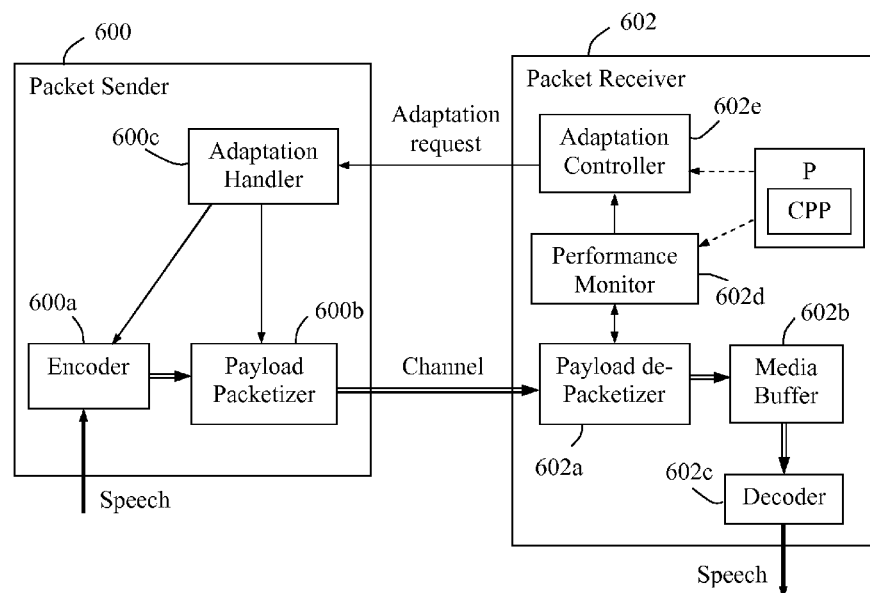 600
Packet Sender
600c
Adaptation
Handler
600a
Encoder
600b
Payload
Packetizer
Speech
Adaptation
request
Channel
602
Packet Receiver
602e
Adaptation
Controller
P
CPP
Performance
Monitor
602d
602b
Payload de-
Packetizer
602a
Media
Buffer
602c
Decoder
Speech